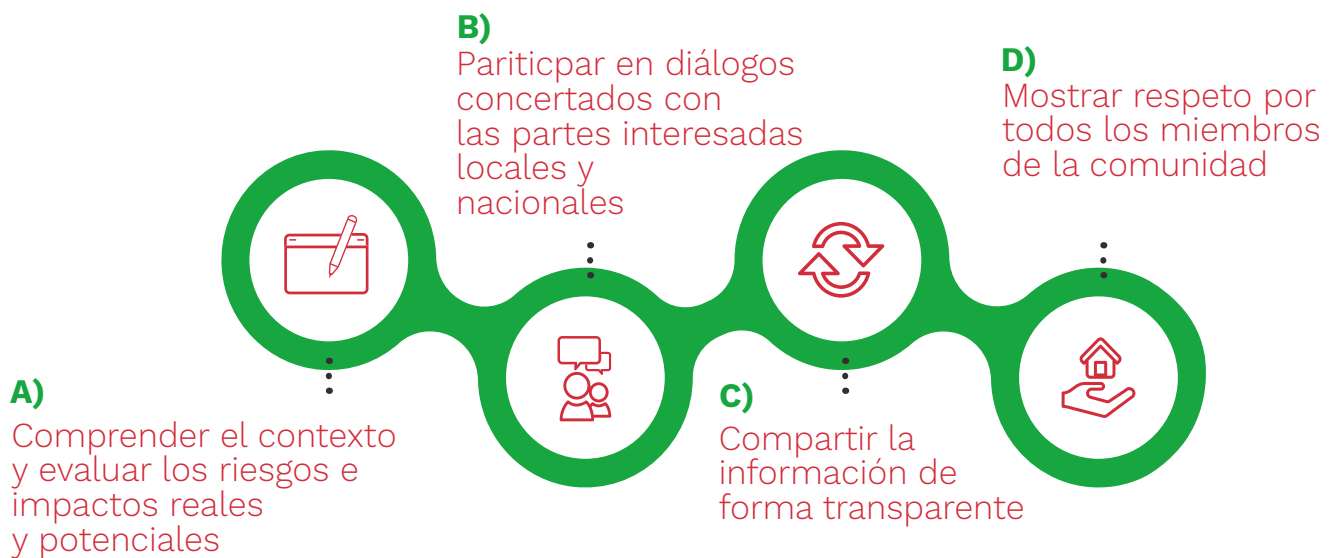 A)
Comprender el contexto
y evaluar los riesgos e
impactos reales
y potenciales
B)
Pariticpar en diálogos
concertados con
las partes interesadas
locales y
nacionales
C)
Compartir la
información de
forma transparente
D)
Mostrar respeto por
todos los miembros
de la comunidad